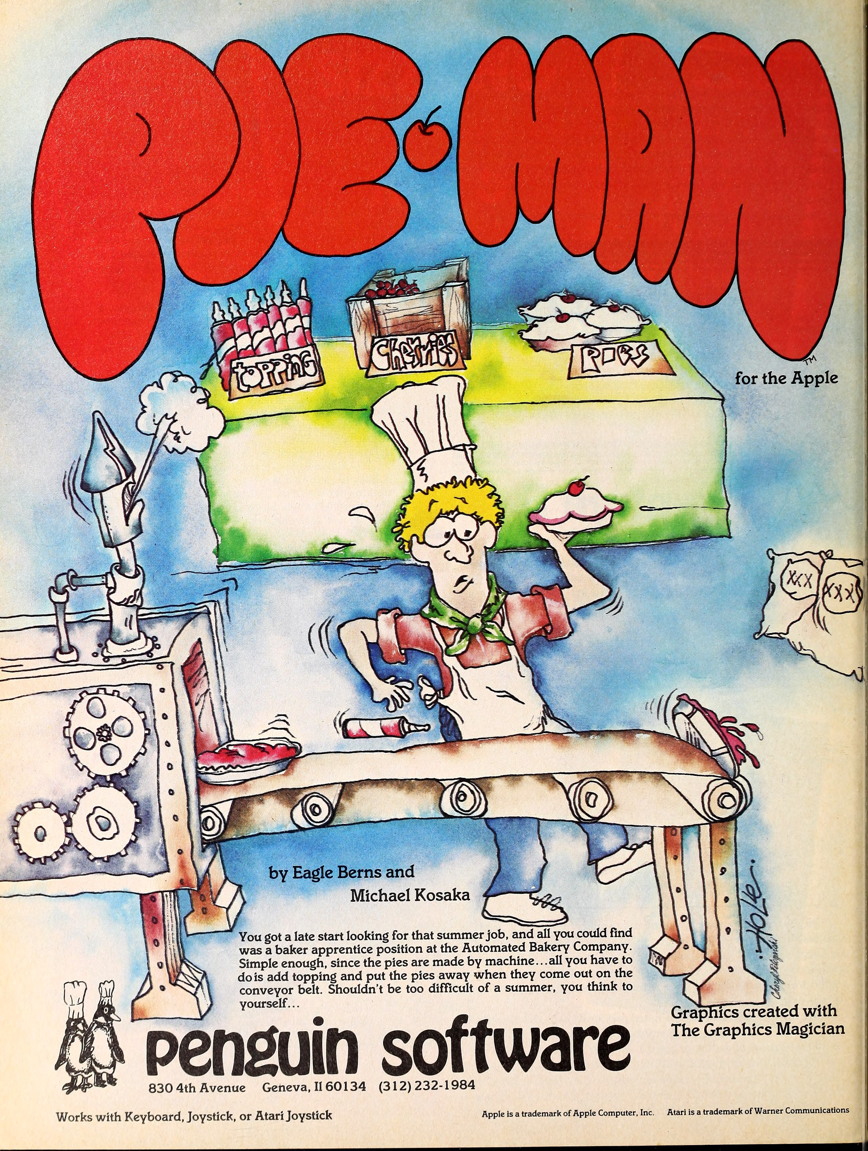 PIE-MAN
TM
for the Apple
topping
Cherries
Pies
XXX
XXX
by Eagle Berns and
Michael Kosaka
You got a late start looking for that summer job, and all you could find
was a baker apprentice position at the Automated Bakery Company.
Simple enough, since the pies are made by machine...all you have to
do is add topping and put the pies away when they come out on the
conveyor belt. Shouldn't be too difficult of a summer, you think to
yourself...
Graphics created with
The Graphics Magician
penguin software
830 4th Avenue Geneva, Il 60134 (312) 232-1984
Works with Keyboard, Joystick, or Atari Joystick
Apple is a trademark of Apple Computer, Inc. Atari is a trademark of Warner Communications